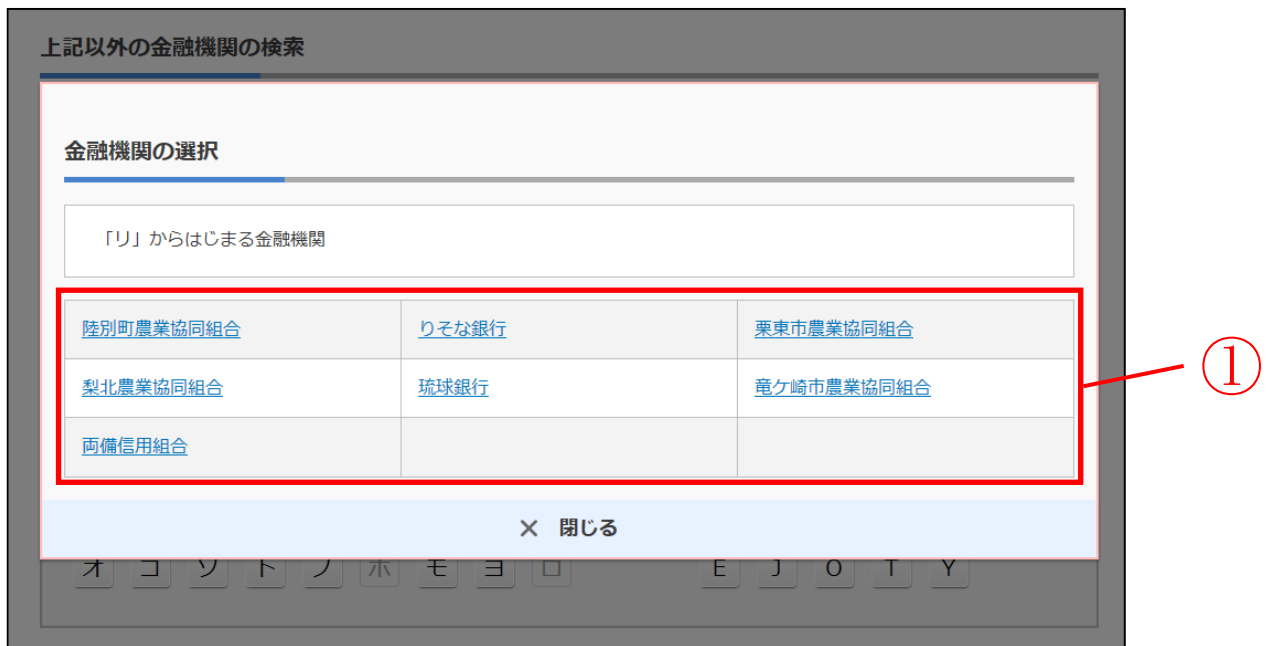 上記以外の金融機関の検索
金融機関の選択
「リ」からはじまる金融機関
陸別町農業協同組合 りそな銀行 栗東市農業協同組合
梨北農業協同組合 琉球銀行 竜ケ崎市農業協同組合
両備信用組合
①
× 閉じる
オ コ ソ ト ノ ホ モ ヨ ロ E J O T Y